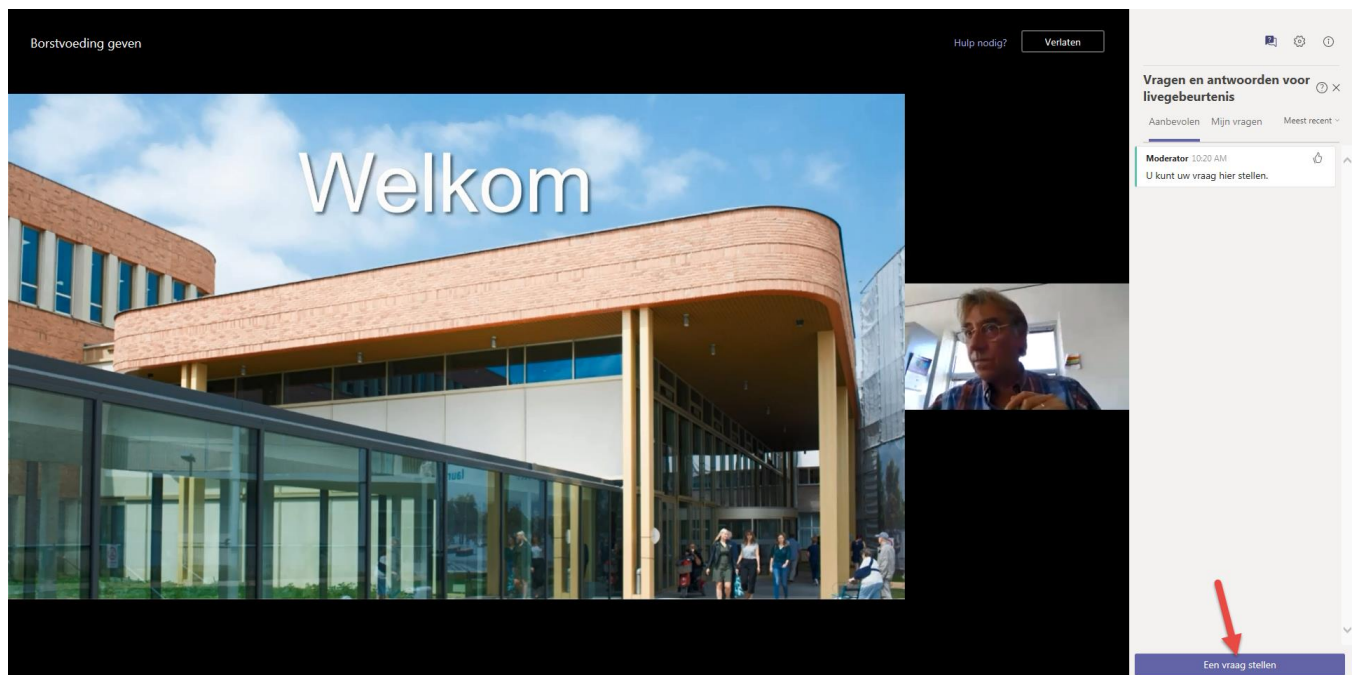 Borstvoeding geven
Hulp nodig?
Verlaten
Welkom
Vragen en antwoorden voor
livegebeurtenis
Aanbevolen Mijn vragen Meest recent
Moderator 10:20 AM
U kunt uw vraag hier stellen.
Een vraag stellen